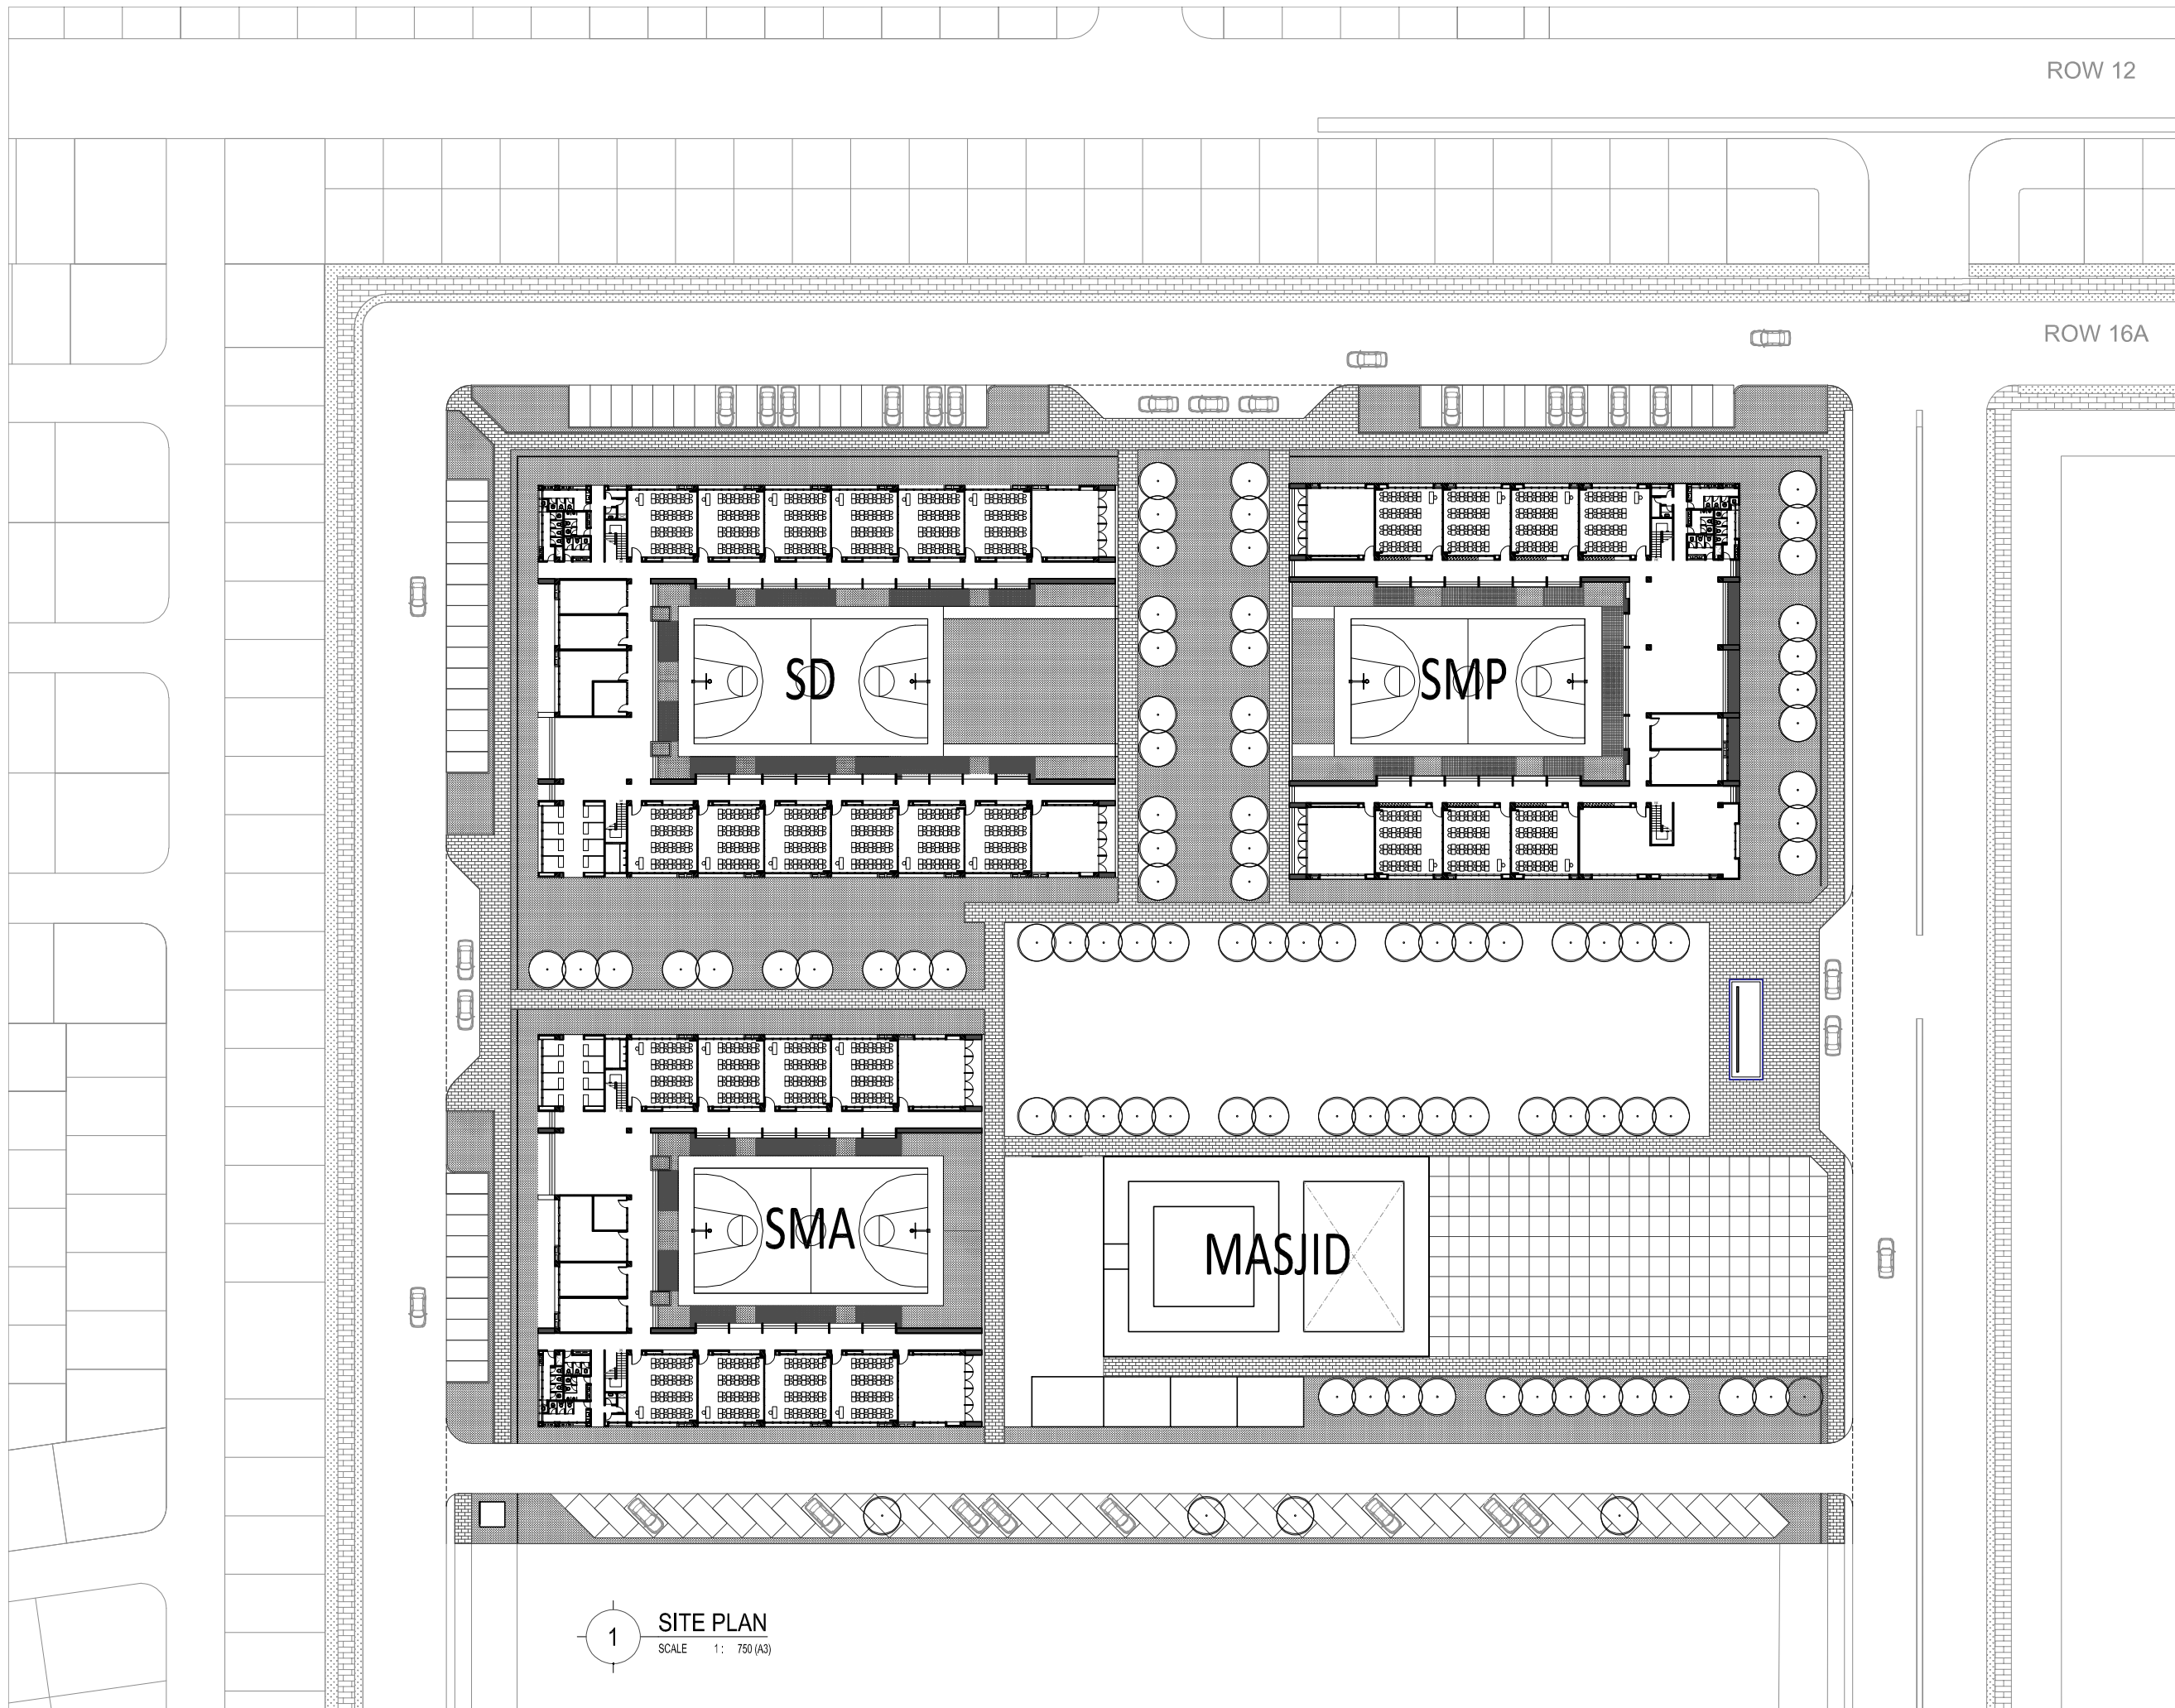 ROW 12
ROW 16A
SD
SMP
SMA
MASJID
1
SITE PLAN
SCALE 1 : 750 (A3)